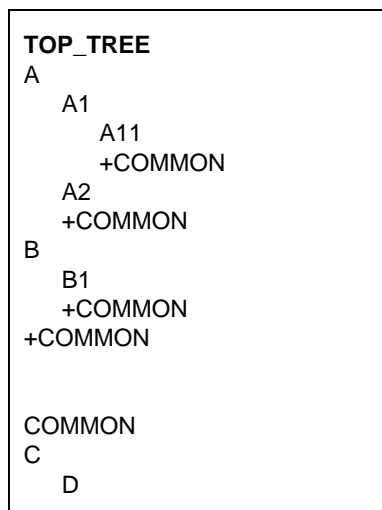 TOP_TREE
A
A1
A11
+COMMON
A2
+COMMON
B
B1
+COMMON
+COMMON
COMMON
C
D